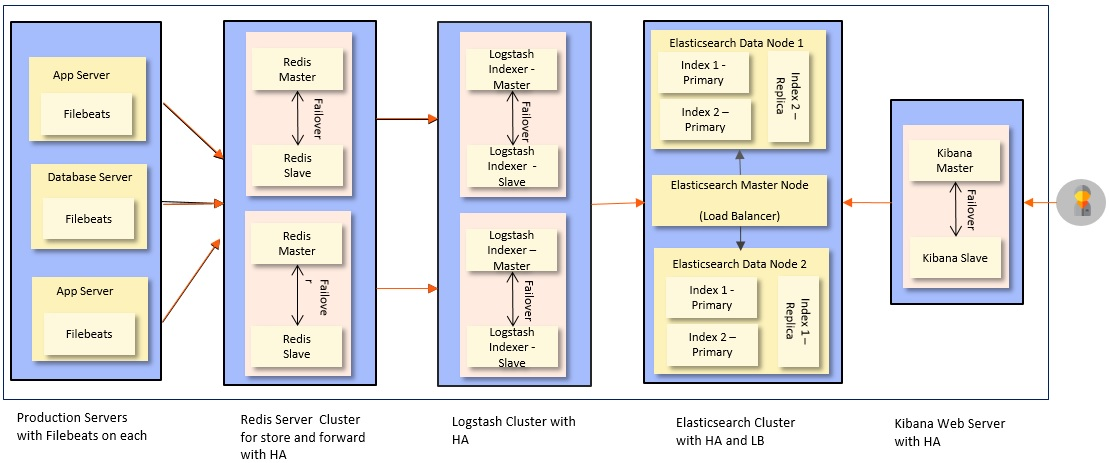 App Server
Filebeats
Database Server
Filebeats
App Server
Filebeats
Redis
Master
Failover
Redis
Slave
Redis
Master
Failove
r
Redis
Slave
Logstash
Indexer -
Master
Failover
Logstash
Indexer -
Slave
Logstash
Indexer –
Master
Failover
Logstash
Indexer -
Slave
Elasticsearch Data Node 1
Index 1 -
Primary
Index 2 –
Primary
Index 2 –
Replica
Elasticsearch Master Node
(Load Balancer)
Elasticsearch Data Node 2
Index 1 -
Primary
Index 2 –
Primary
Index 1 –
Replica
Kibana
Master
Failover
Kibana Slave
Production Servers
with Filebeats on each
Redis Server Cluster
for store and forward
with HA
Logstash Cluster with
HA
Elasticsearch Cluster
with HA and LB
Kibana Web Server
with HA